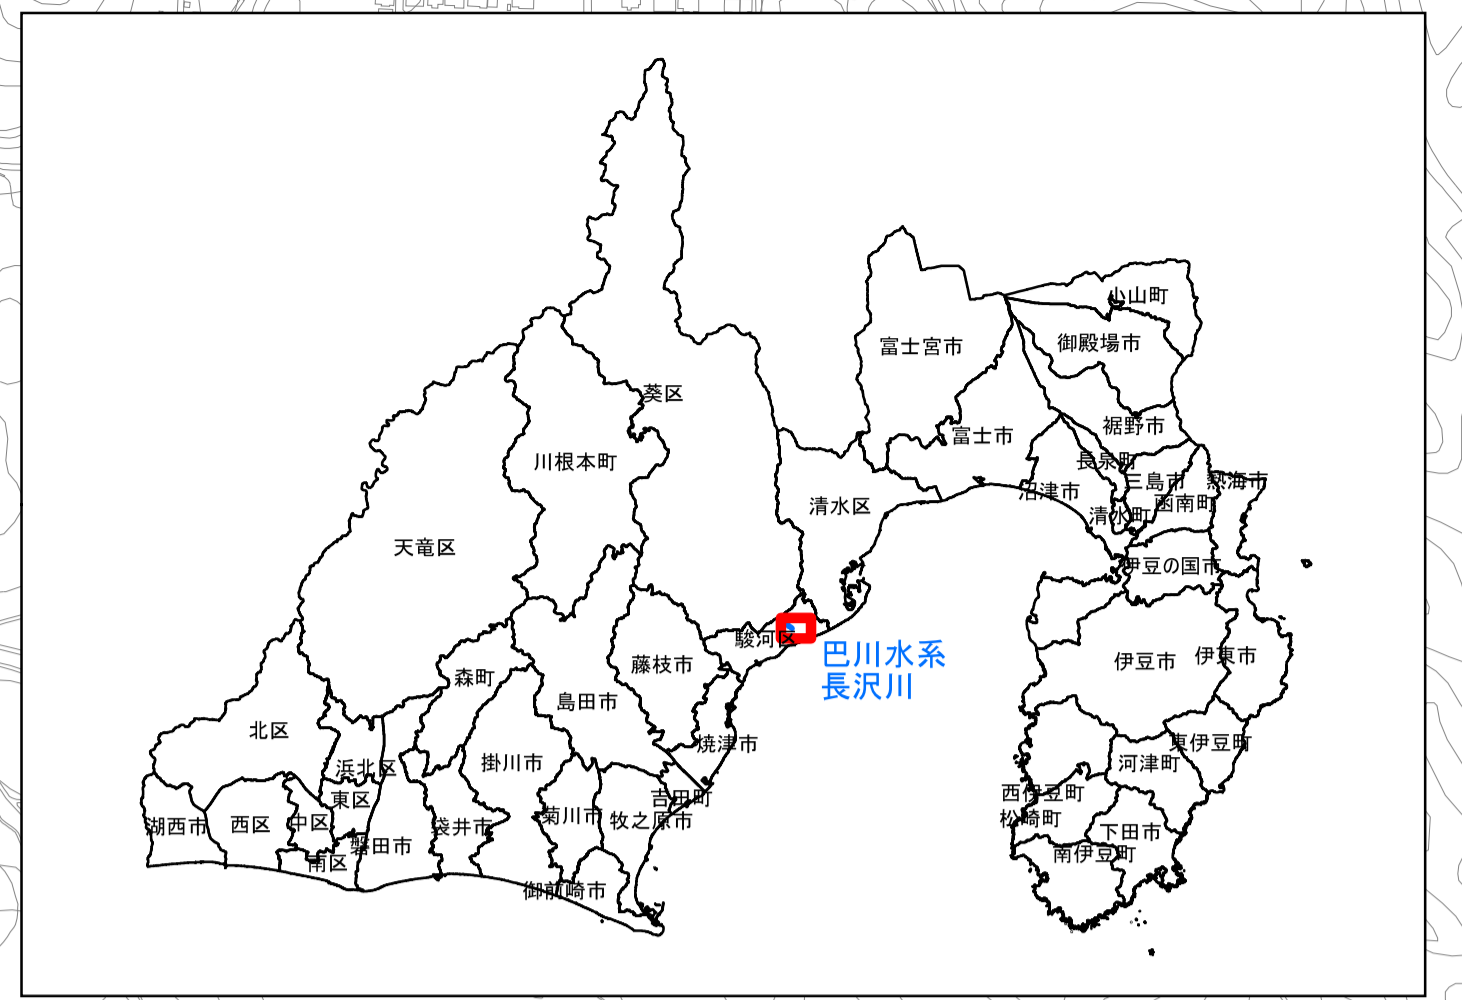 小山町
御殿場市
富士宮市
葵区
裾野市
富士市
長泉町
川根本町
三島市
熱海市
沼津市
函南町
清水区
清水町
天竜区
伊豆の国市
駿河区
巴川水系
長沢川
伊豆市
伊東市
藤枝市
森町
島田市
北区
焼津市
東伊豆町
掛川市
河津町
浜北区
西伊豆町
東区
吉田町
湖西市
西区
中区
袋井市
菊川市
牧之原市
松崎町
下田市
磐田市
南伊豆町
南区
御前崎市